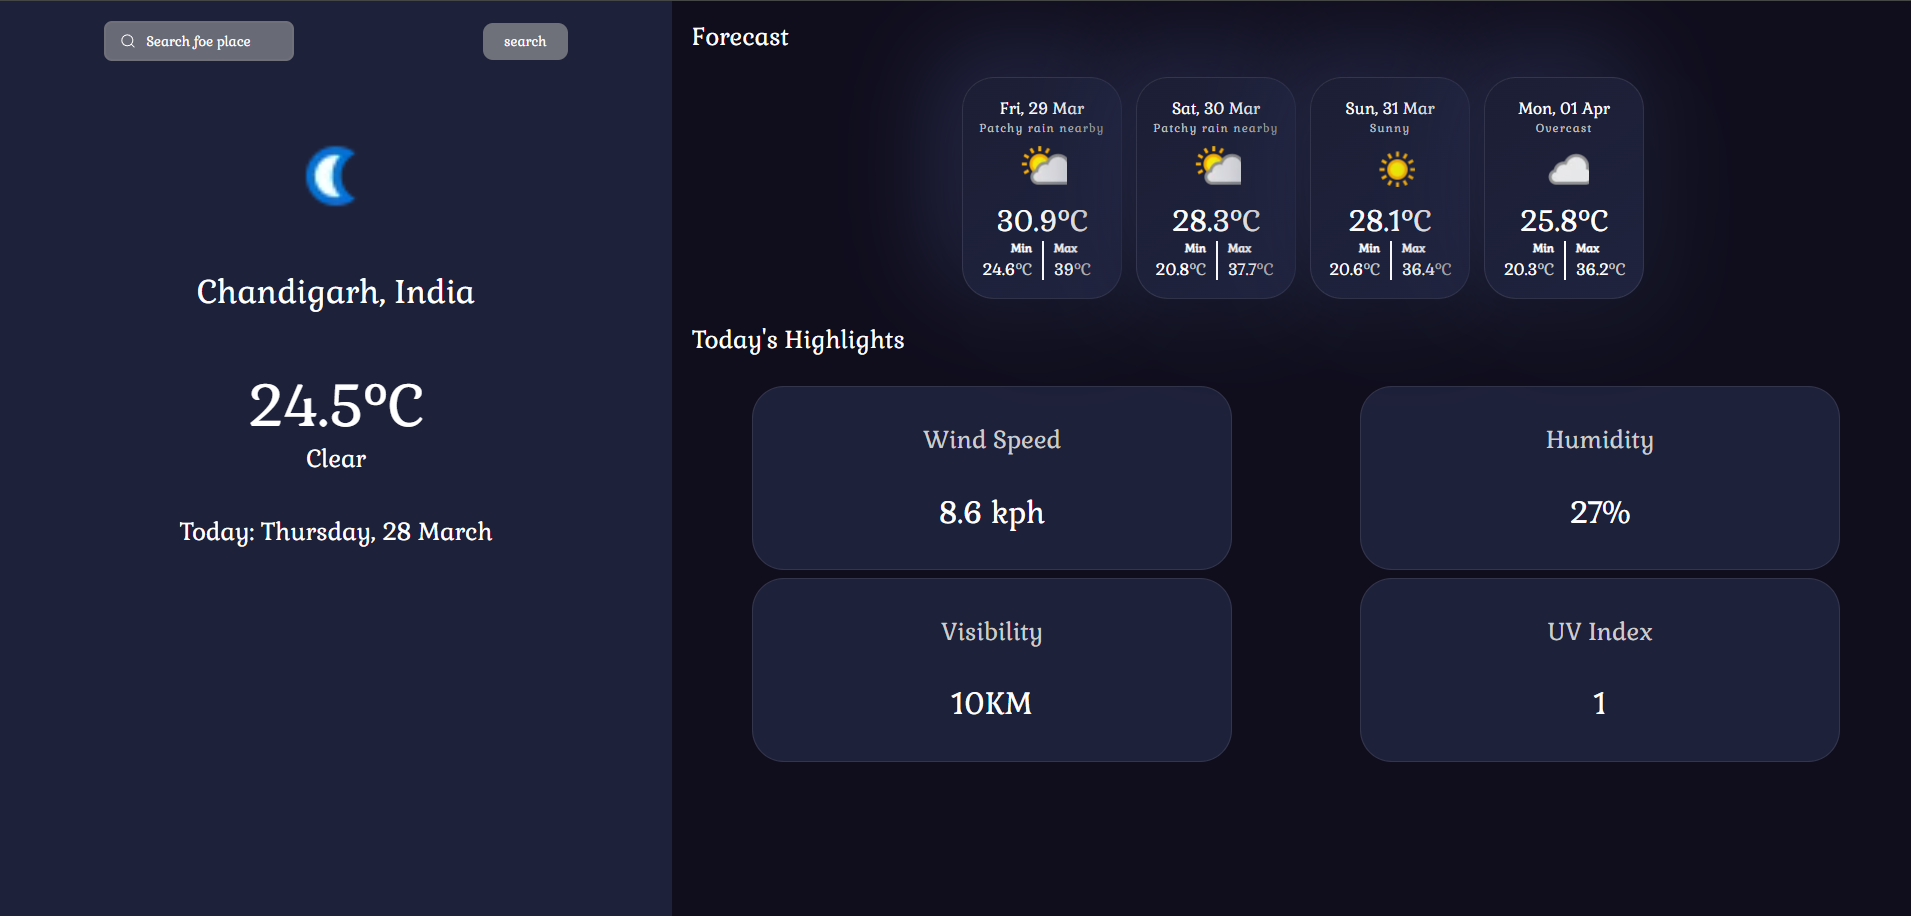 Search foe place
search
Chandigarh, India
24.5°C
Clear
Today: Thursday, 28 March
Forecast
Fri, 29 Mar
Patchy rain nearby
30.9°C
Min Max
24.6°C 39°C
Sat, 30 Mar
Patchy rain nearby
28.3°C
Min Max
20.8°C 37.7°C
Sun, 31 Mar
Sunny
28.1°C
Min Max
20.6°C 36.4°C
Mon, 01 Apr
Overcast
25.8°C
Min Max
20.3°C 36.2°C
Today's Highlights
Wind Speed
8.6 kph
Humidity
27%
Visibility
10KM
UV Index
1